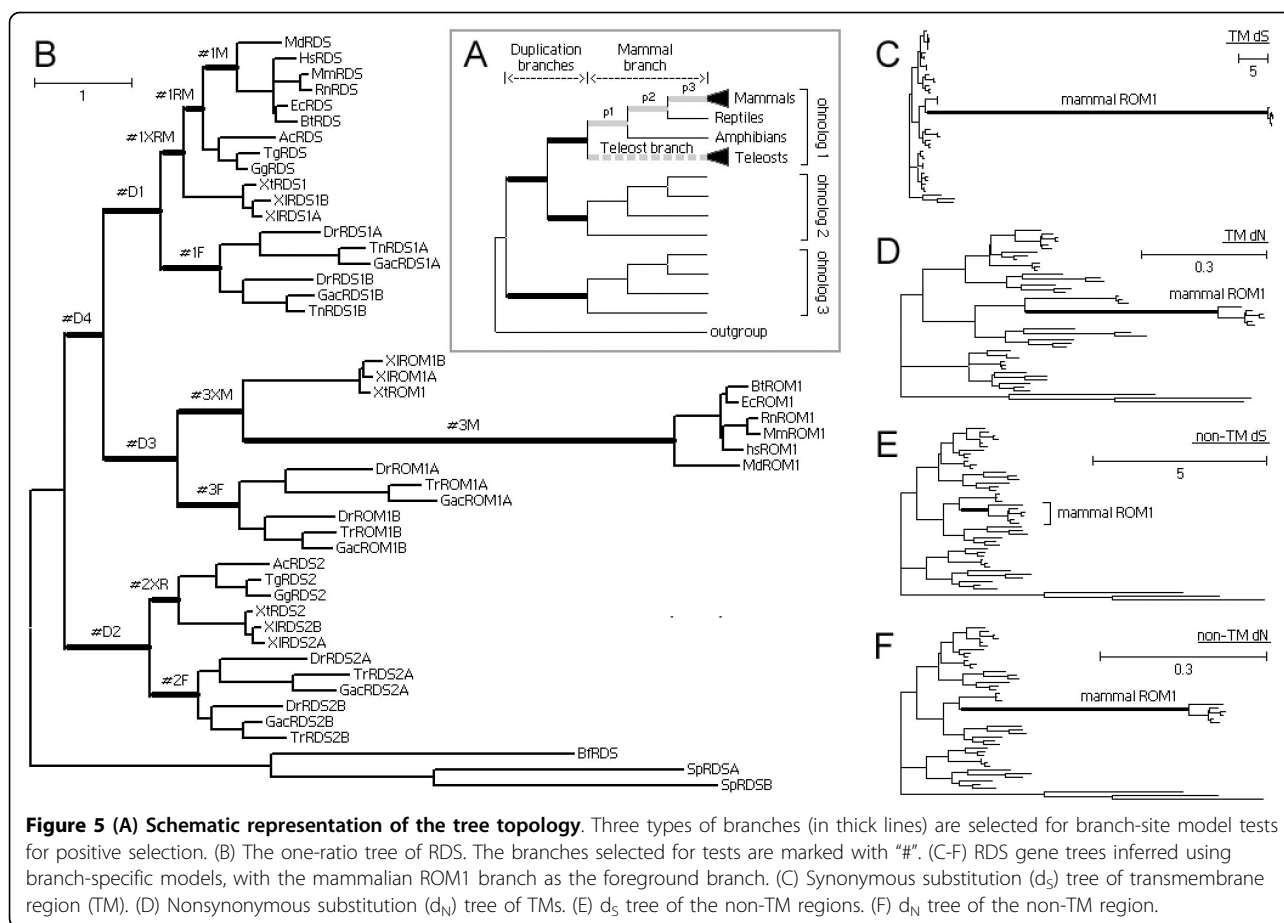 B
1
#1M
#1RM
#1XRM
#D1
#1F
#D4
#3XM
#D3
#3M
#3F
#2XR
#D2
#2F
MdRDS
HsRDS
MmRDS
RnRDS
EcRDS
BtRDS
AcRDS
TgRDS
GgRDS
XtRDS1
XlRDS1B
XlRDS1A
DrRDS1A
TnRDS1A
GacRDS1A
DrRDS1B
GacRDS1B
TnRDS1B
XlROM1B
XlROM1A
XtROM1
BtROM1
EcROM1
RnROM1
MmROM1
hsROM1
MdROM1
DrROM1A
TrROM1A
GacROM1A
DrROM1B
TrROM1B
GacROM1B
AcRDS2
TgRDS2
GgRDS2
XtRDS2
XlRDS2B
XlRDS2A
DrRDS2A
TrRDS2A
GacRDS2A
DrRDS2B
GacRDS2B
TrRDS2B
BfRDS
SpRDSA
SpRDSB
A
Duplication
branches
Mammal
branch
p1
p2
p3
Mammals
Reptiles
Amphibians
Teleost branch
Teleosts
ohnolog 1
ohnolog 2
ohnolog 3
outgroup
C
TM dS
5
mammal ROM1
D
TM dN
0.3
mammal ROM1
E
non-TM dS
5
mammal ROM1
F
non-TM dN
0.3
mammal ROM1
Figure 5 (A) Schematic representation of the tree topology. Three types of branches (in thick lines) are selected for branch-site model tests
for positive selection. (B) The one-ratio tree of RDS. The branches selected for tests are marked with "#". (C-F) RDS gene trees inferred using
branch-specific models, with the mammalian ROM1 branch as the foreground branch. (C) Synonymous substitution (dS) tree of transmembrane
region (TM). (D) Nonsynonymous substitution (dN) tree of TMs. (E) dS tree of the non-TM regions. (F) dN tree of the non-TM region.